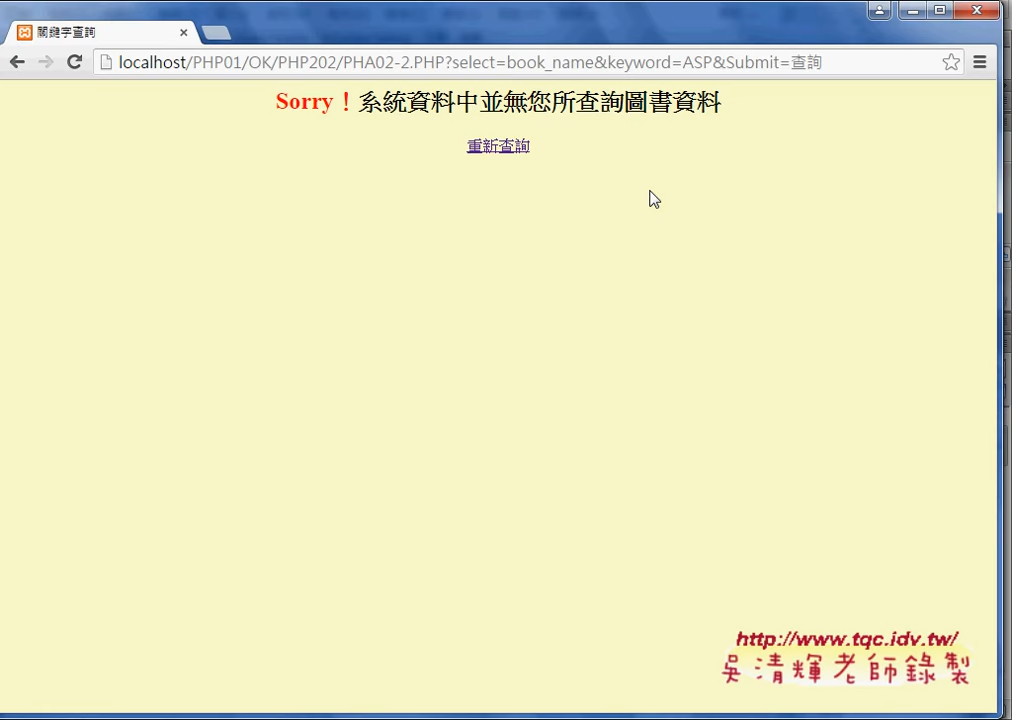 關鍵字查詢
localhost/PHP01/OK/PHP202/PHA02-2.PHP?select=book_name&keyword=ASP&Submit=查詢
Sorry！系統資料中並無您所查詢圖書資料
重新查詢
http://www.tqc.idv.tw/
吳清輝老師錄製